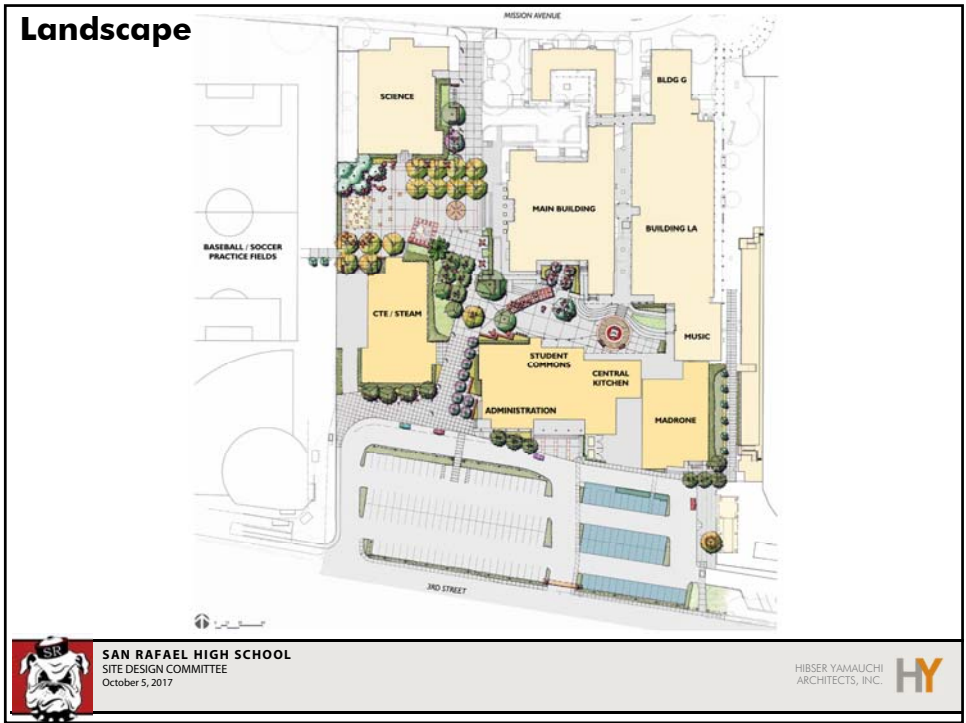 Landscape
MISSION AVENUE
SCIENCE
BLDG G
MAIN BUILDING
BUILDING LA
BASEBALL / SOCCER
PRACTICE FIELDS
CTE / STEAM
MUSIC
STUDENT
COMMONS
CENTRAL
KITCHEN
ADMINISTRATION
MADRONE
3RD STREET
SR
SAN RAFAEL HIGH SCHOOL
SITE DESIGN COMMITTEE
October 5, 2017
HIBSER YAMAUCHI
ARCHITECTS, INC.
HY